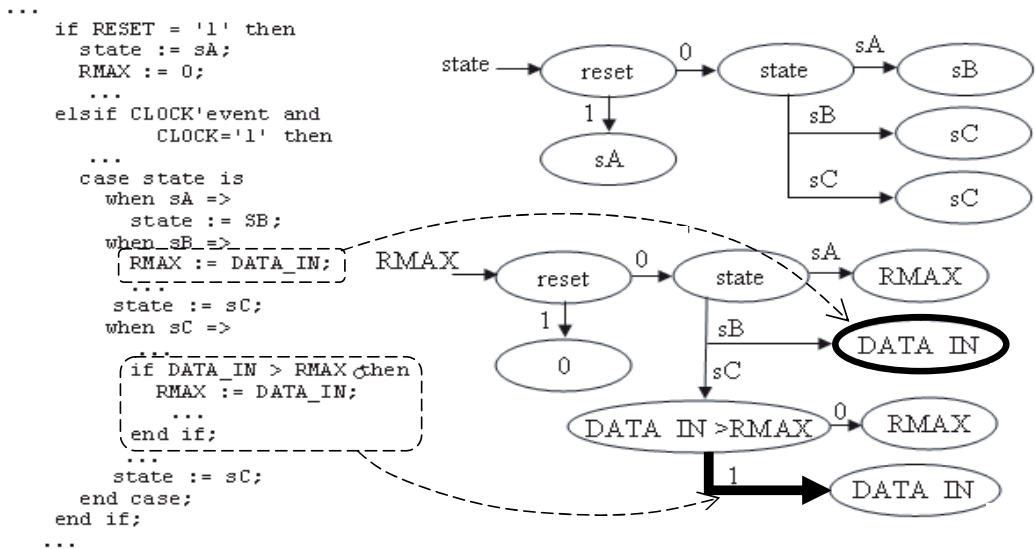 ...
if RESET = '1' then
state := sA;
RMAX := 0;
...
elsif CLOCK'event and
CLOCK='1' then
...
case state is
when sA =>
state := SB;
when sB =>
RMAX := DATA_IN;
...
state := sC;
when sC =>
...
if DATA_IN > RMAX then
RMAX := DATA_IN;
...
end if;
...
state := sC;
end case;
end if;
...
state
reset
0
state
sA
sB
1
sA
sB
sC
sC
sC
RMAX
reset
0
state
sA
RMAX
1
0
sB
DATA IN
sC
DATA IN >RMAX
0
RMAX
1
DATA IN